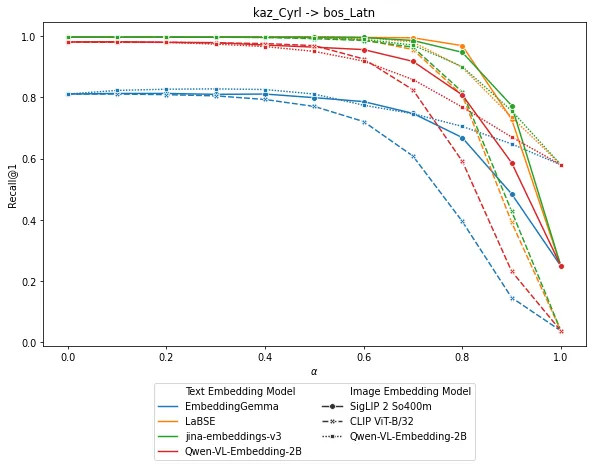 kaz_Cyrl -> bos_Latn
Recall@1
1.0
0.8
0.6
0.4
0.2
0.0
0.0 0.2 0.4 0.6 0.8 1.0
α
Text Embedding Model
EmbeddingGemma
LaBSE
jina-embeddings-v3
Qwen-VL-Embedding-2B
Image Embedding Model
SigLIP 2 So400m
CLIP ViT-B/32
Qwen-VL-Embedding-2B